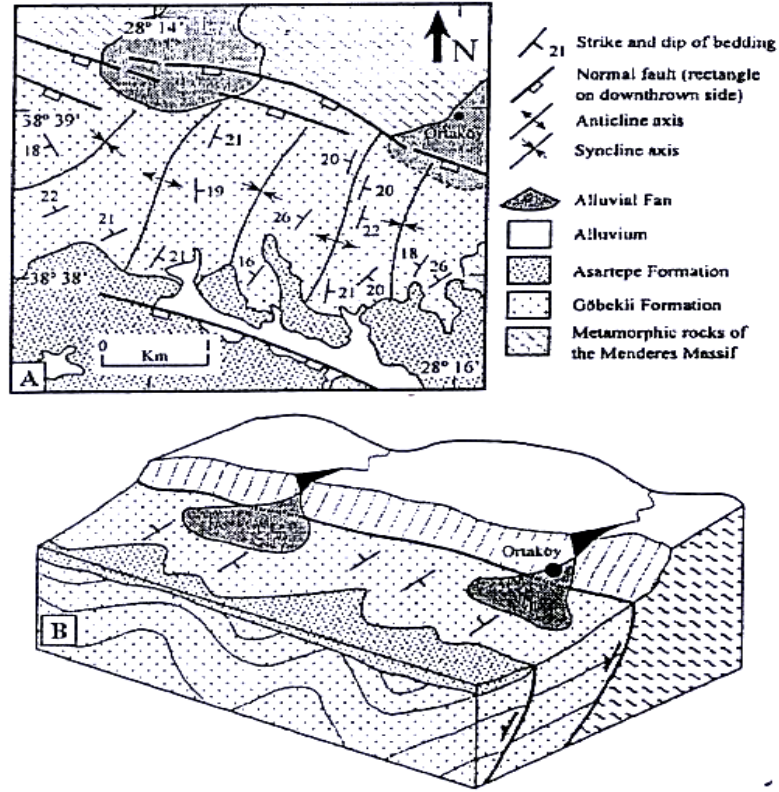 28° 14'
N
38° 39'
Ortaköy
18
21
20
22
19
20
21
26
22
21
16
18
26
38° 38'
21
20
0
Km
28° 16'
A
21 Strike and dip of bedding
Normal fault (rectangle
on downthrown side)
Anticline axis
Syncline axis
Alluvial Fan
Alluvium
Asartepe Formation
Göbekli Formation
Metamorphic rocks of
the Menderes Massif
Ortaköy
B